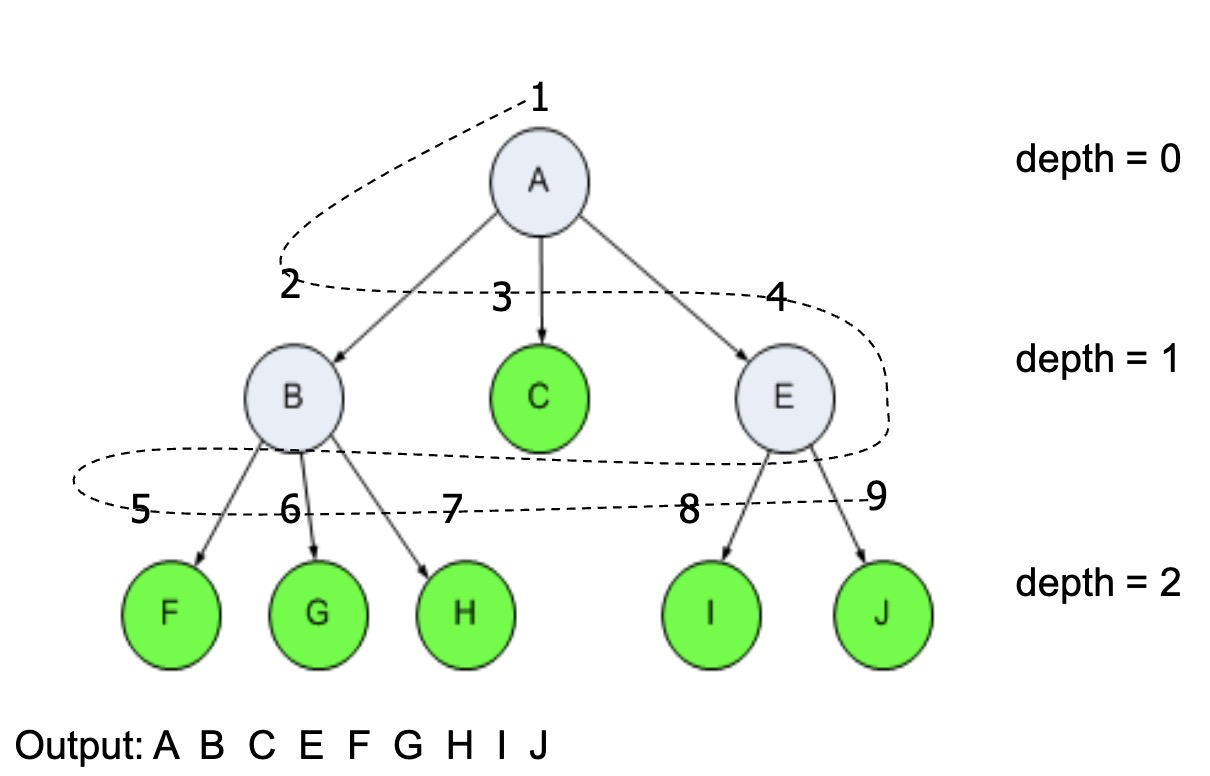 1
A
depth = 0
2 3 4
B C E
depth = 1
5 6 7 8 9
F G H I J
depth = 2
Output: A B C E F G H I J